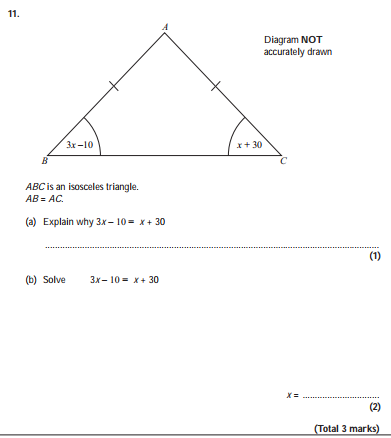 11.
A
Diagram NOT
accurately drawn
3x –10
x + 30
B
C
ABC is an isosceles triangle.
AB = AC.
(a) Explain why 3x – 10 = x + 30
(1)
(b) Solve 3x – 10 = x + 30
x =
(2)
(Total 3 marks)